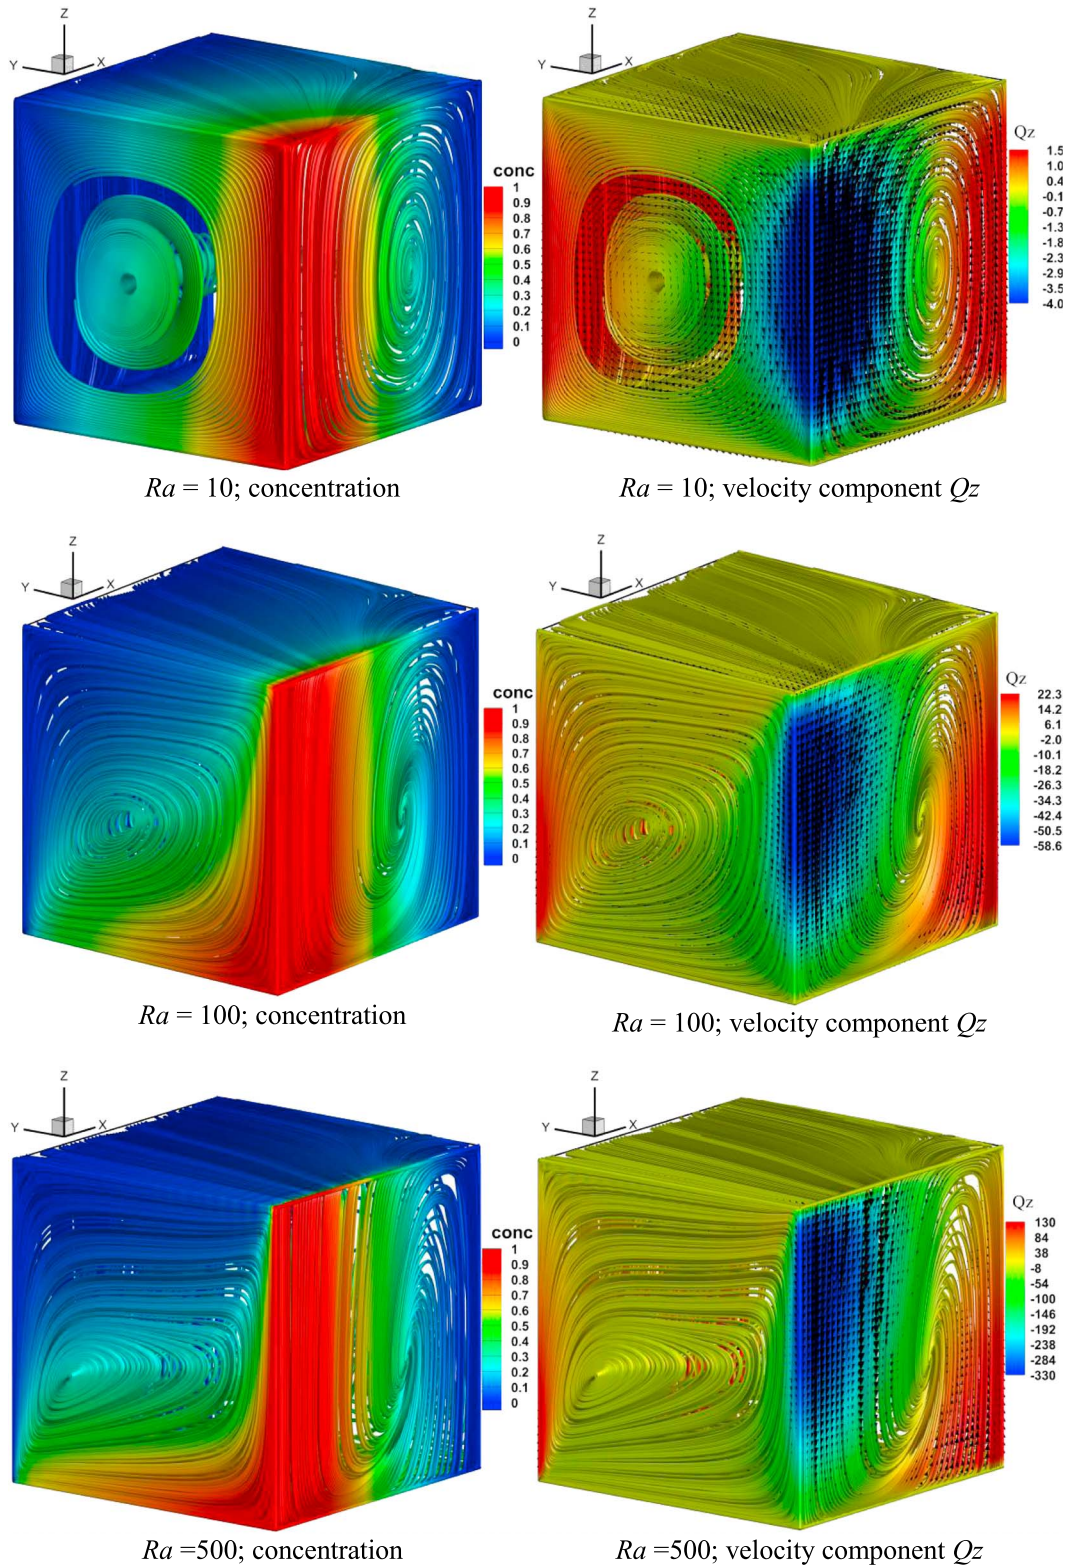 Z
Y
X
conc
1
0.9
0.8
0.7
0.6
0.5
0.4
0.3
0.2
0.1
0
Ra = 10; concentration
Z
Y
X
Qz
1.5
1.0
0.4
-0.1
-0.7
-1.3
-1.8
-2.3
-2.9
-3.5
-4.0
Ra = 10; velocity component Qz
Z
Y
X
conc
1
0.9
0.8
0.7
0.6
0.5
0.4
0.3
0.2
0.1
0
Ra = 100; concentration
Z
Y
X
Qz
22.3
14.2
6.1
-2.0
-10.1
-18.2
-26.3
-34.3
-42.4
-50.5
-58.6
Ra = 100; velocity component Qz
Z
Y
X
conc
1
0.9
0.8
0.7
0.6
0.5
0.4
0.3
0.2
0.1
0
Ra =500; concentration
Z
Y
X
Qz
130
84
38
-8
-54
-100
-146
-192
-238
-284
-330
Ra =500; velocity component Qz